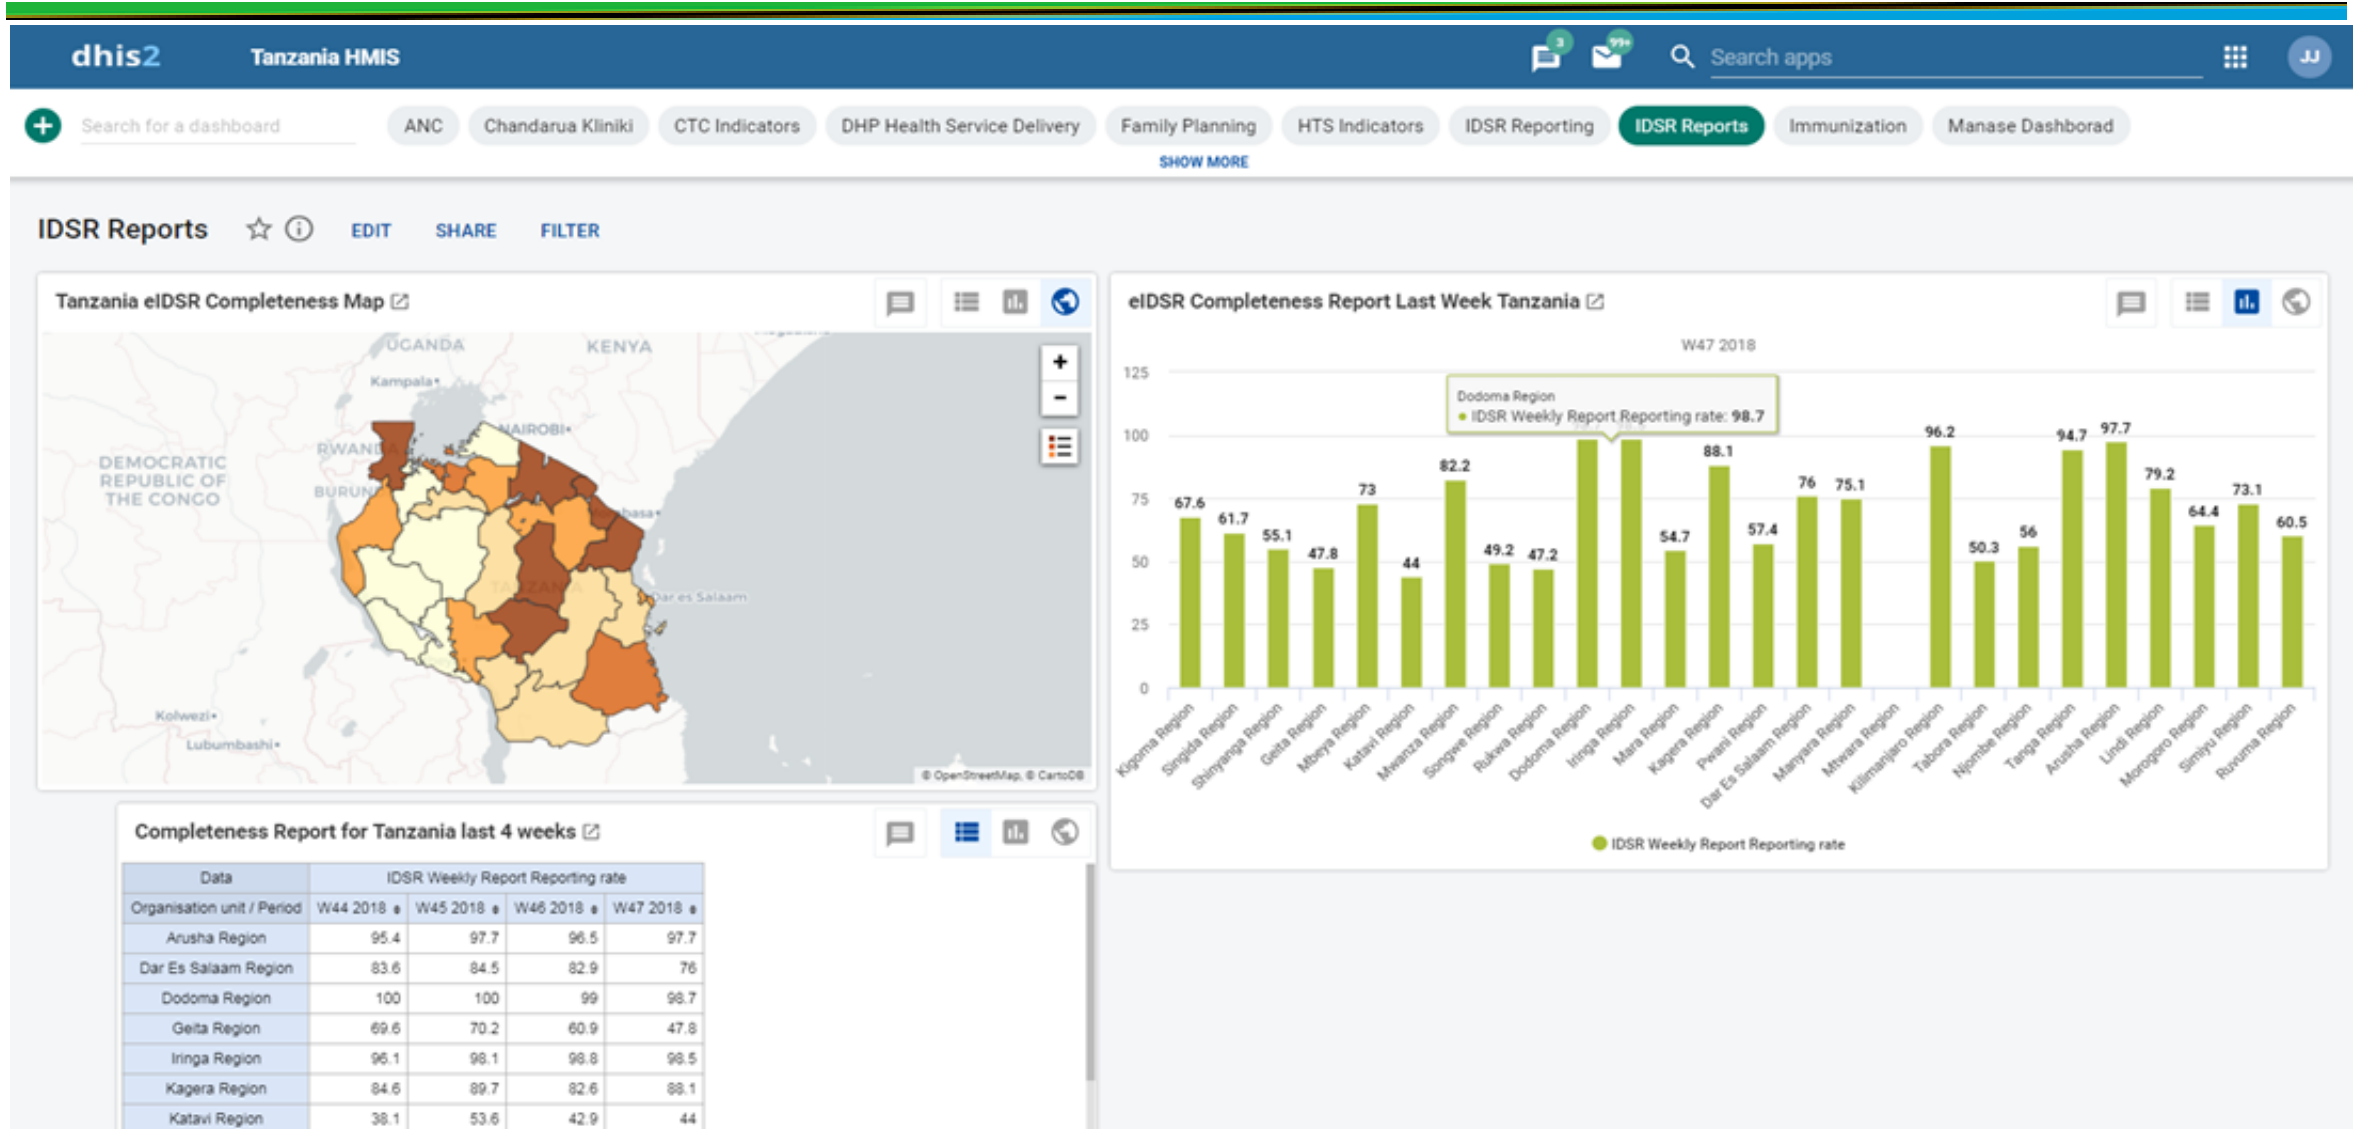 dhis2 Tanzania HMIS 3 99+ Search apps JJ
Search for a dashboard ANC Chandarua Kliniki CTC Indicators DHP Health Service Delivery Family Planning HTS Indicators IDSR Reporting IDSR Reports Immunization Manase Dashborad
SHOW MORE
IDSR Reports EDIT SHARE FILTER
Tanzania eIDSR Completeness Map
UGANDA KENYA
Kampala
NAIROBI
RWANDA
DEMOCRATIC
REPUBLIC OF
THE CONGO
BURUN
basa
TANZANIA
Dar es Salaam
Kolwezi
Lubumbashi
+
-
© OpenStreetMap, © CartoDB
eIDSR Completeness Report Last Week Tanzania
W47 2018
125
100
75
50
25
0
Dodoma Region
IDSR Weekly Report Reporting rate: 98.7
67.6 61.7 55.1 47.8 73 44 82.2 49.2 47.2 54.7 88.1 57.4 76 75.1 96.2 50.3 56 94.7 97.7 79.2 64.4 73.1 60.5
Kigoma Region
Singida Region
Shinyanga Region
Geita Region
Mbeya Region
Katavi Region
Mwanza Region
Songwe Region
Rukwa Region
Dodoma Region
Iringa Region
Mara Region
Kagera Region
Pwani Region
Dar Es Salaam Region
Manyara Region
Mtwara Region
Kilimanjaro Region
Tabora Region
Njombe Region
Tanga Region
Arusha Region
Lindi Region
Morogoro Region
Simiyu Region
Ruvuma Region
IDSR Weekly Report Reporting rate
Completeness Report for Tanzania last 4 weeks
Data IDSR Weekly Report Reporting rate
Organisation unit / Period W44 2018 W45 2018 W46 2018 W47 2018
Arusha Region 95.4 97.7 96.5 97.7
Dar Es Salaam Region 83.6 84.5 82.9 76
Dodoma Region 100 100 99 98.7
Geita Region 69.6 70.2 60.9 47.8
Iringa Region 96.1 98.1 98.8 98.5
Kagera Region 84.6 89.7 82.6 88.1
Katavi Region 38.1 53.6 42.9 44